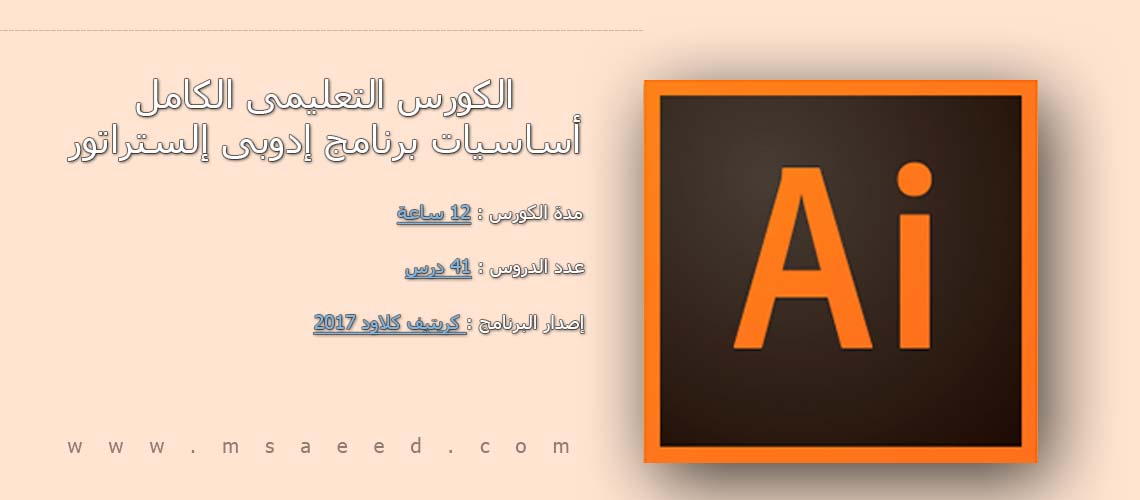 الكورس التعليمى الكامل
أساسيات برنامج إدوبى إلستراتور
مدة الكورس : 12 ساعة
عدد الدروس : 41 درس
إصدار البرنامج : كريتيف كلاود 2017
www.msaeed.com
Ai